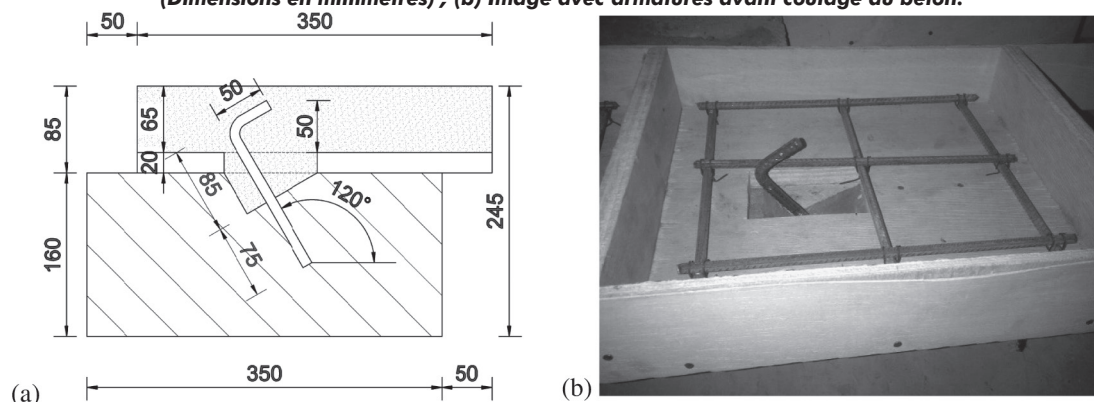 (Dimensions en millimètres) ; (b) Image avec armatures avant coulage du béton.
50 350
85 65 20 50 50
85 75 120°
160 245
350 50
(a) (b)